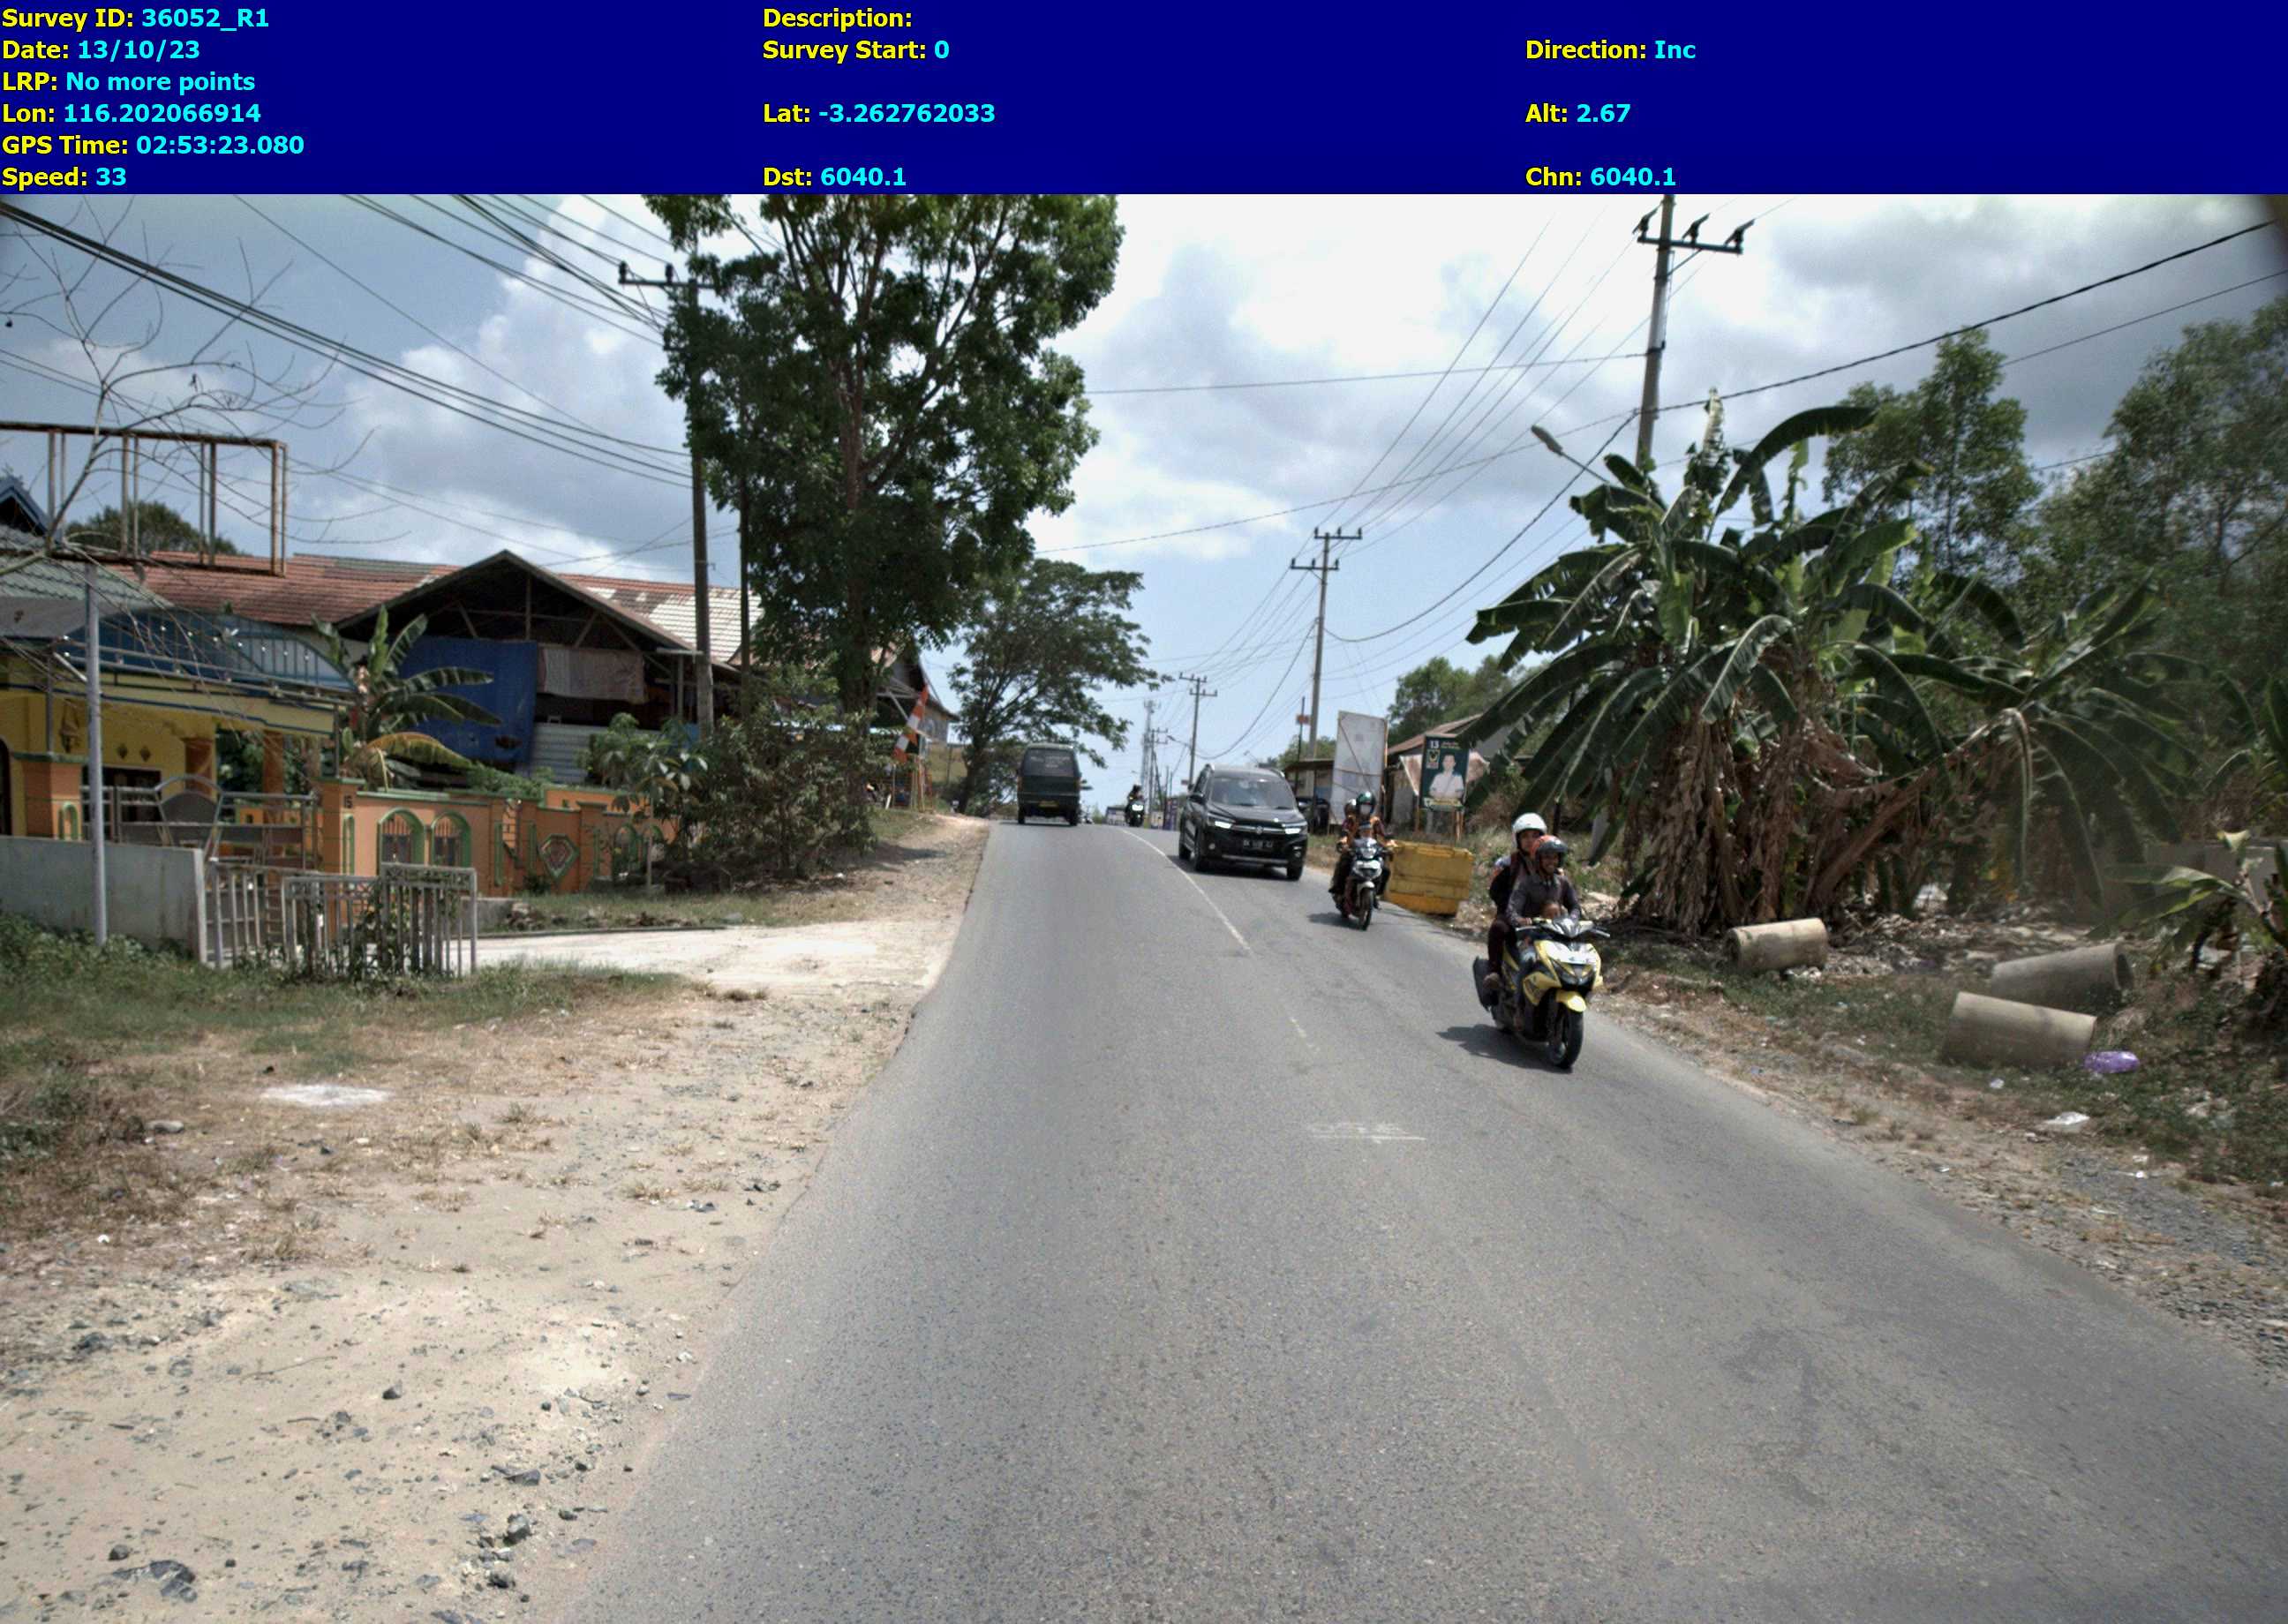 Survey ID: 36052_R1
Description:
Date: 13/10/23
Survey Start: 0
Direction: Inc
LRP: No more points
Lon: 116.202066914
Lat: -3.262762033
Alt: 2.67
GPS Time: 02:53:23.080
Speed: 33
Dst: 6040.1
Chn: 6040.1
13